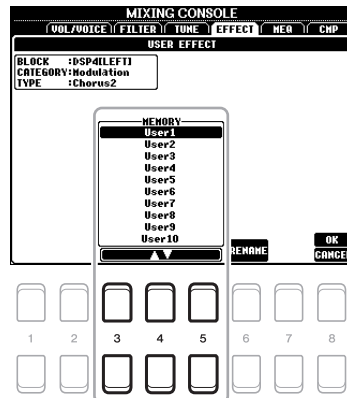 MIXING CONSOLE
VOL/VOICE FILTER TUNE EFFECT MEQ CMP
USER EFFECT
BLOCK :DSP4[LEFT]
CATEGORY:Modulation
TYPE :Chorus2
MEMORY
User1
User2
User3
User4
User5
User6
User7
User8
User9
User10
▲▼
RENAME
OK
CANCEL
1 2 3 4 5 6 7 8